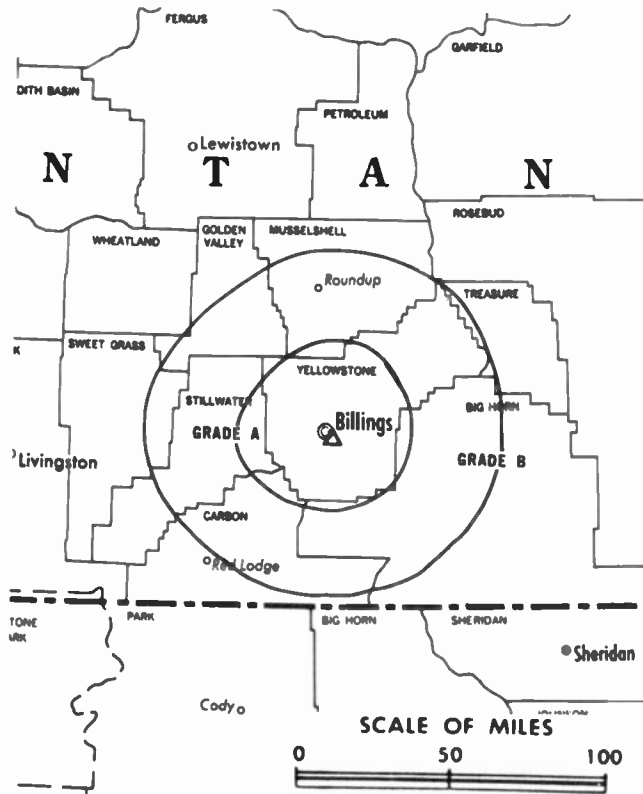 FERGUS
GARFIELD
DITH BASIN
PETROLEUM
Lewistown
N T A N
ROSEBUD
WHEATLAND
GOLDEN VALLEY
MUSSELSHELL
Roundup
TREASURE
K
SWEET GRASS
YELLOWSTONE
STILLWATER
BIG HORN
GRADE A
Billings
Livingston
GRADE B
CARBON
Red Lodge
PARK
BIG HORN
SHERIDAN
TONE
ARK
Sheridan
Cody
SCALE OF MILES
0 50 100